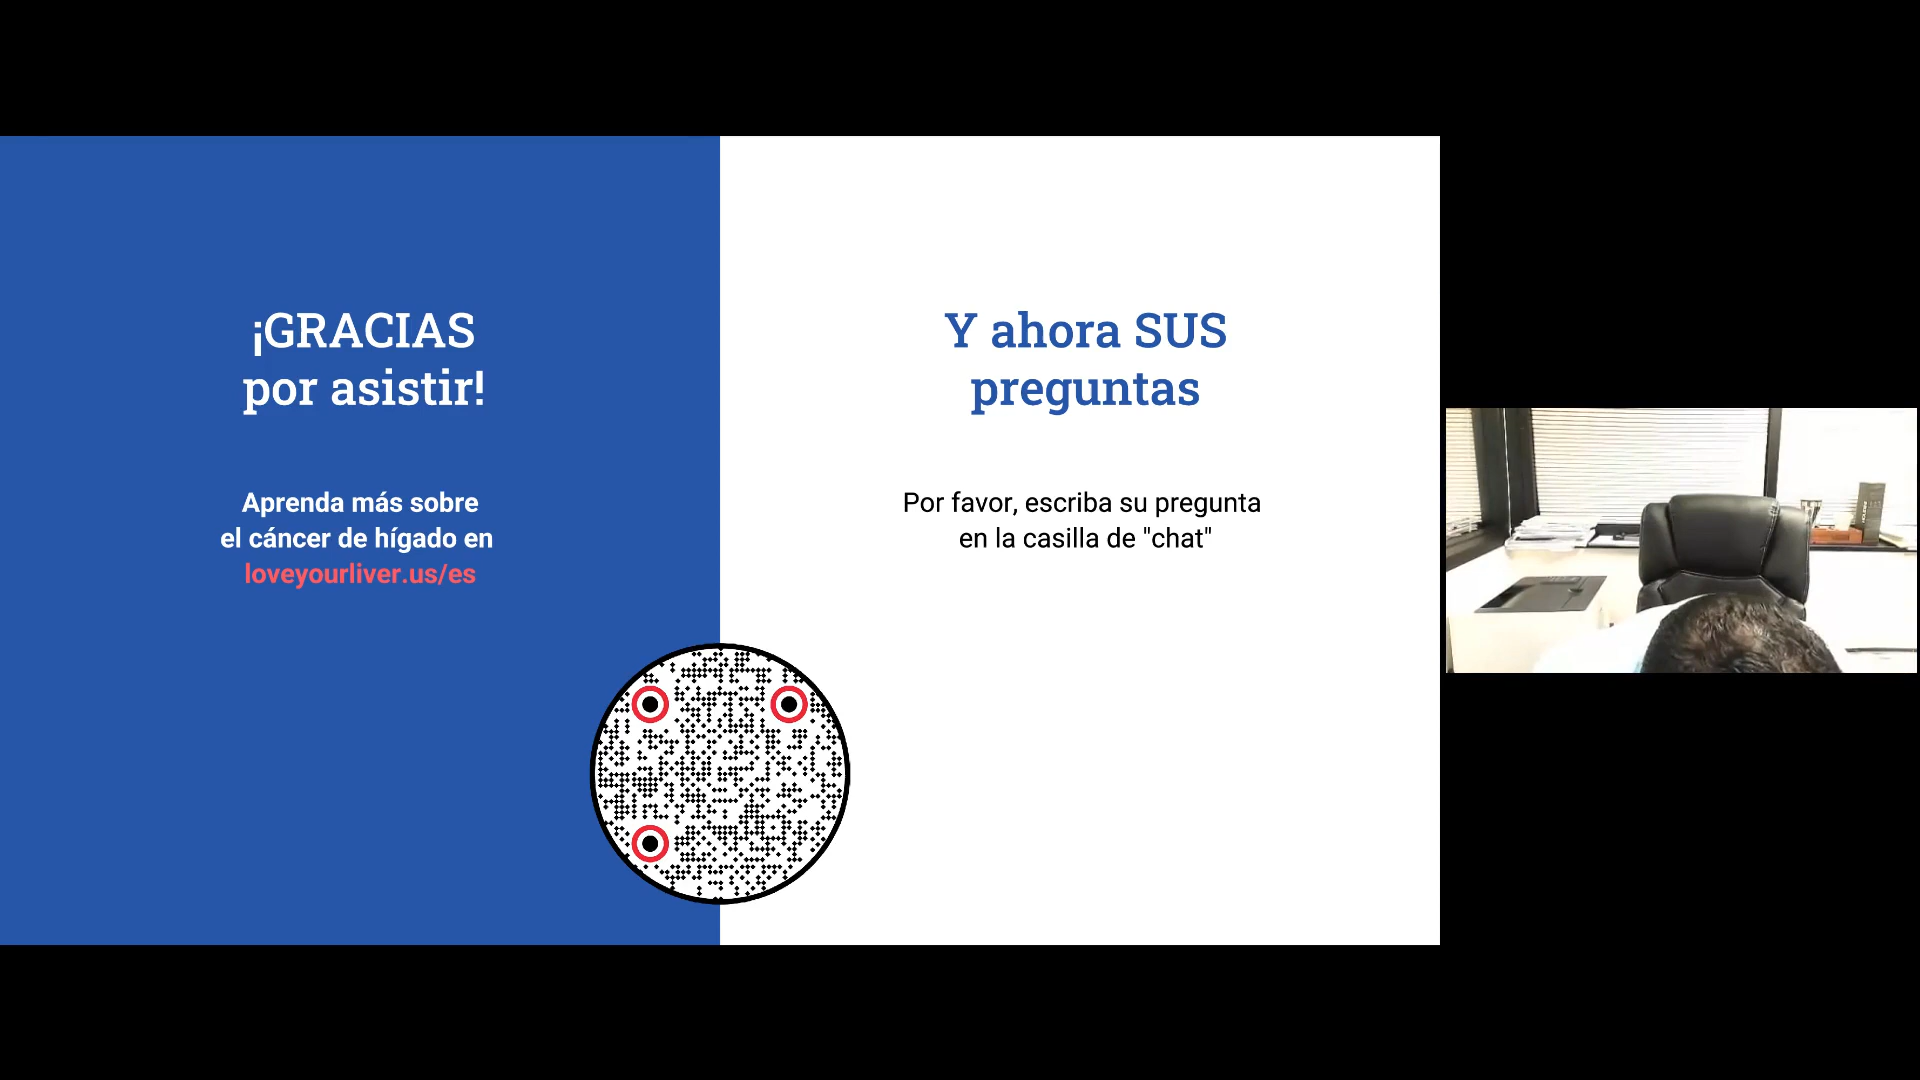 ¡GRACIAS
por asistir!
Aprenda más sobre
el cáncer de hígado en
loveyourliver.us/es
Y ahora SUS
preguntas
Por favor, escriba su pregunta
en la casilla de "chat"